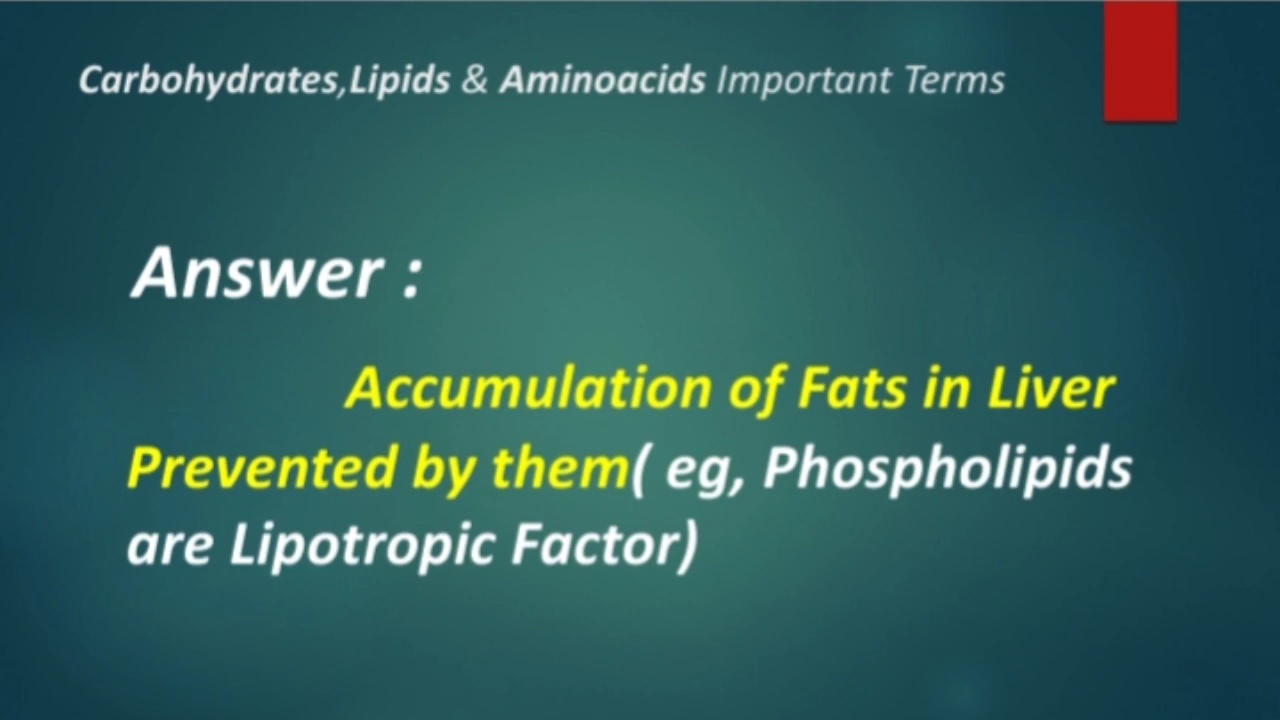 Carbohydrates,Lipids & Aminoacids Important Terms
Answer :
Accumulation of Fats in Liver
Prevented by them( eg, Phospholipids
are Lipotropic Factor)